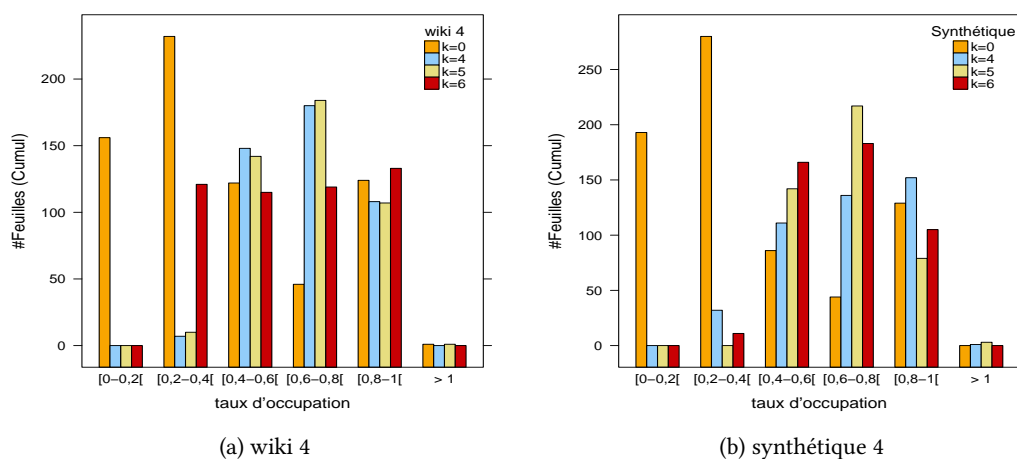 wiki 4
k=0
k=4
k=5
k=6
#Feuilles (Cumul)
200
150
100
50
0
[0−0,2[ [0,2−0,4[ [0,4−0,6[ [0,6−0,8[ [0,8−1[ > 1
taux d'occupation
(a) wiki 4
Synthétique
k=0
k=4
k=5
k=6
#Feuilles (Cumul)
250
200
150
100
50
0
[0−0,2[ [0,2−0,4[ [0,4−0,6[ [0,6−0,8[ [0,8−1[ > 1
taux d'occupation
(b) synthétique 4